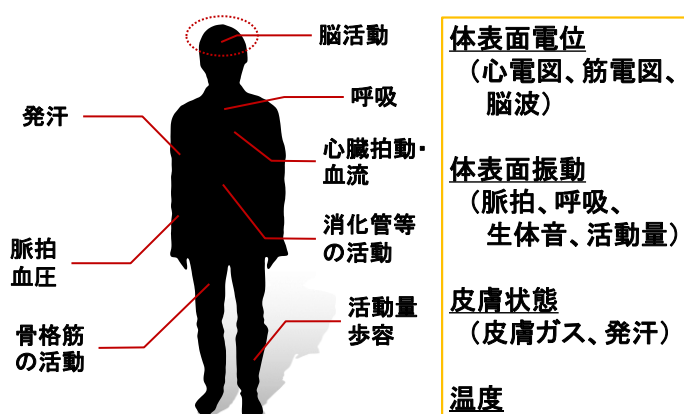 脳活動
呼吸
発汗
心臓拍動・
血流
消化管等
の活動
脈拍
血圧
活動量
歩容
骨格筋
の活動
体表面電位
（心電図、筋電図、
脳波）
体表面振動
（脈拍、呼吸、
生体音、活動量）
皮膚状態
（皮膚ガス、発汗）
温度